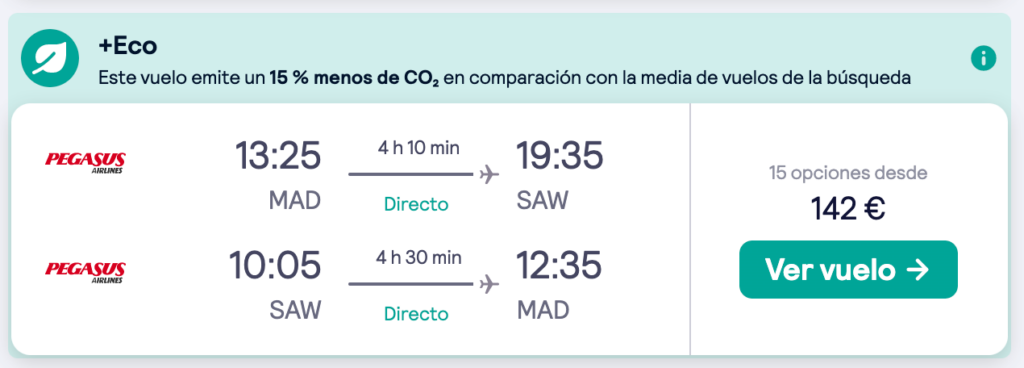 +Eco
Este vuelo emite un 15 % menos de CO₂ en comparación con la media de vuelos de la búsqueda
PEGASUS
AIRLINES
13:25
4 h 10 min
19:35
MAD
Directo
SAW
PEGASUS
AIRLINES
10:05
4 h 30 min
12:35
SAW
Directo
MAD
15 opciones desde
142 €
Ver vuelo →